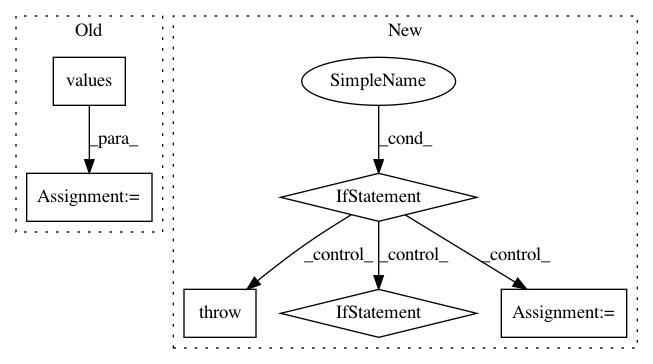 Old
New
values
SimpleName
_para_
_cond_
Assignment:=
IfStatement
_control_
_control_
_control_
throw
IfStatement
Assignment:=